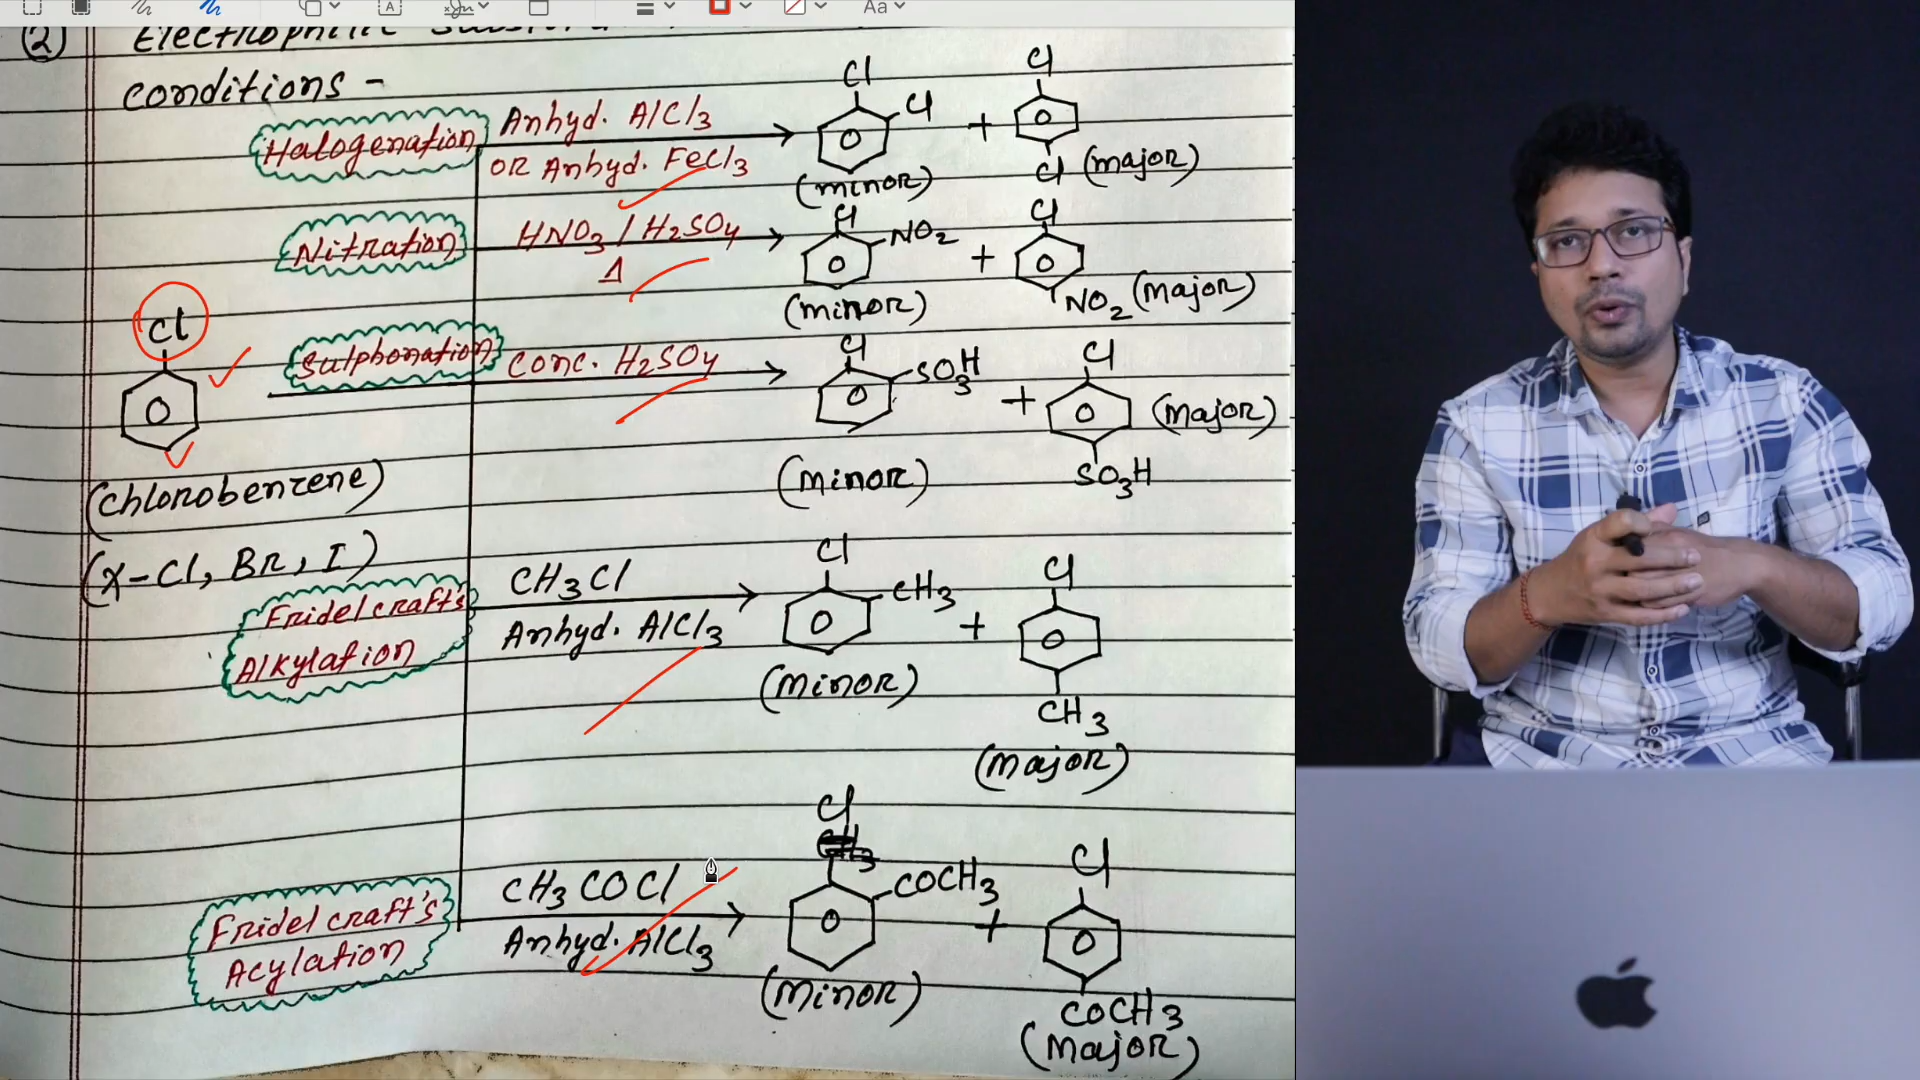 Aa
(2) Electrophilic
conditions -
Halogenation
Anhyd. AlCl3
OR Anhyd. FeCl3
Cl
Cl
(minor)
+
Cl
Cl (major)
Nitration
HNO3 / H2SO4
Δ
Cl
NO2
(minor)
+
Cl
NO2 (Major)
Cl
(Chlorobenzene)
(X-Cl, Br, I)
Sulphonation
Conc. H2SO4
Cl
SO3H
(Minor)
+
Cl
SO3H
(Major)
Fridel craft's
Alkylation
CH3Cl
Anhyd. AlCl3
Cl
CH3
(Minor)
+
Cl
CH3
(Major)
Fridel craft's
Acylation
CH3COCl
Anhyd. AlCl3
Cl
COCH3
(Minor)
+
Cl
COCH3
(Major)